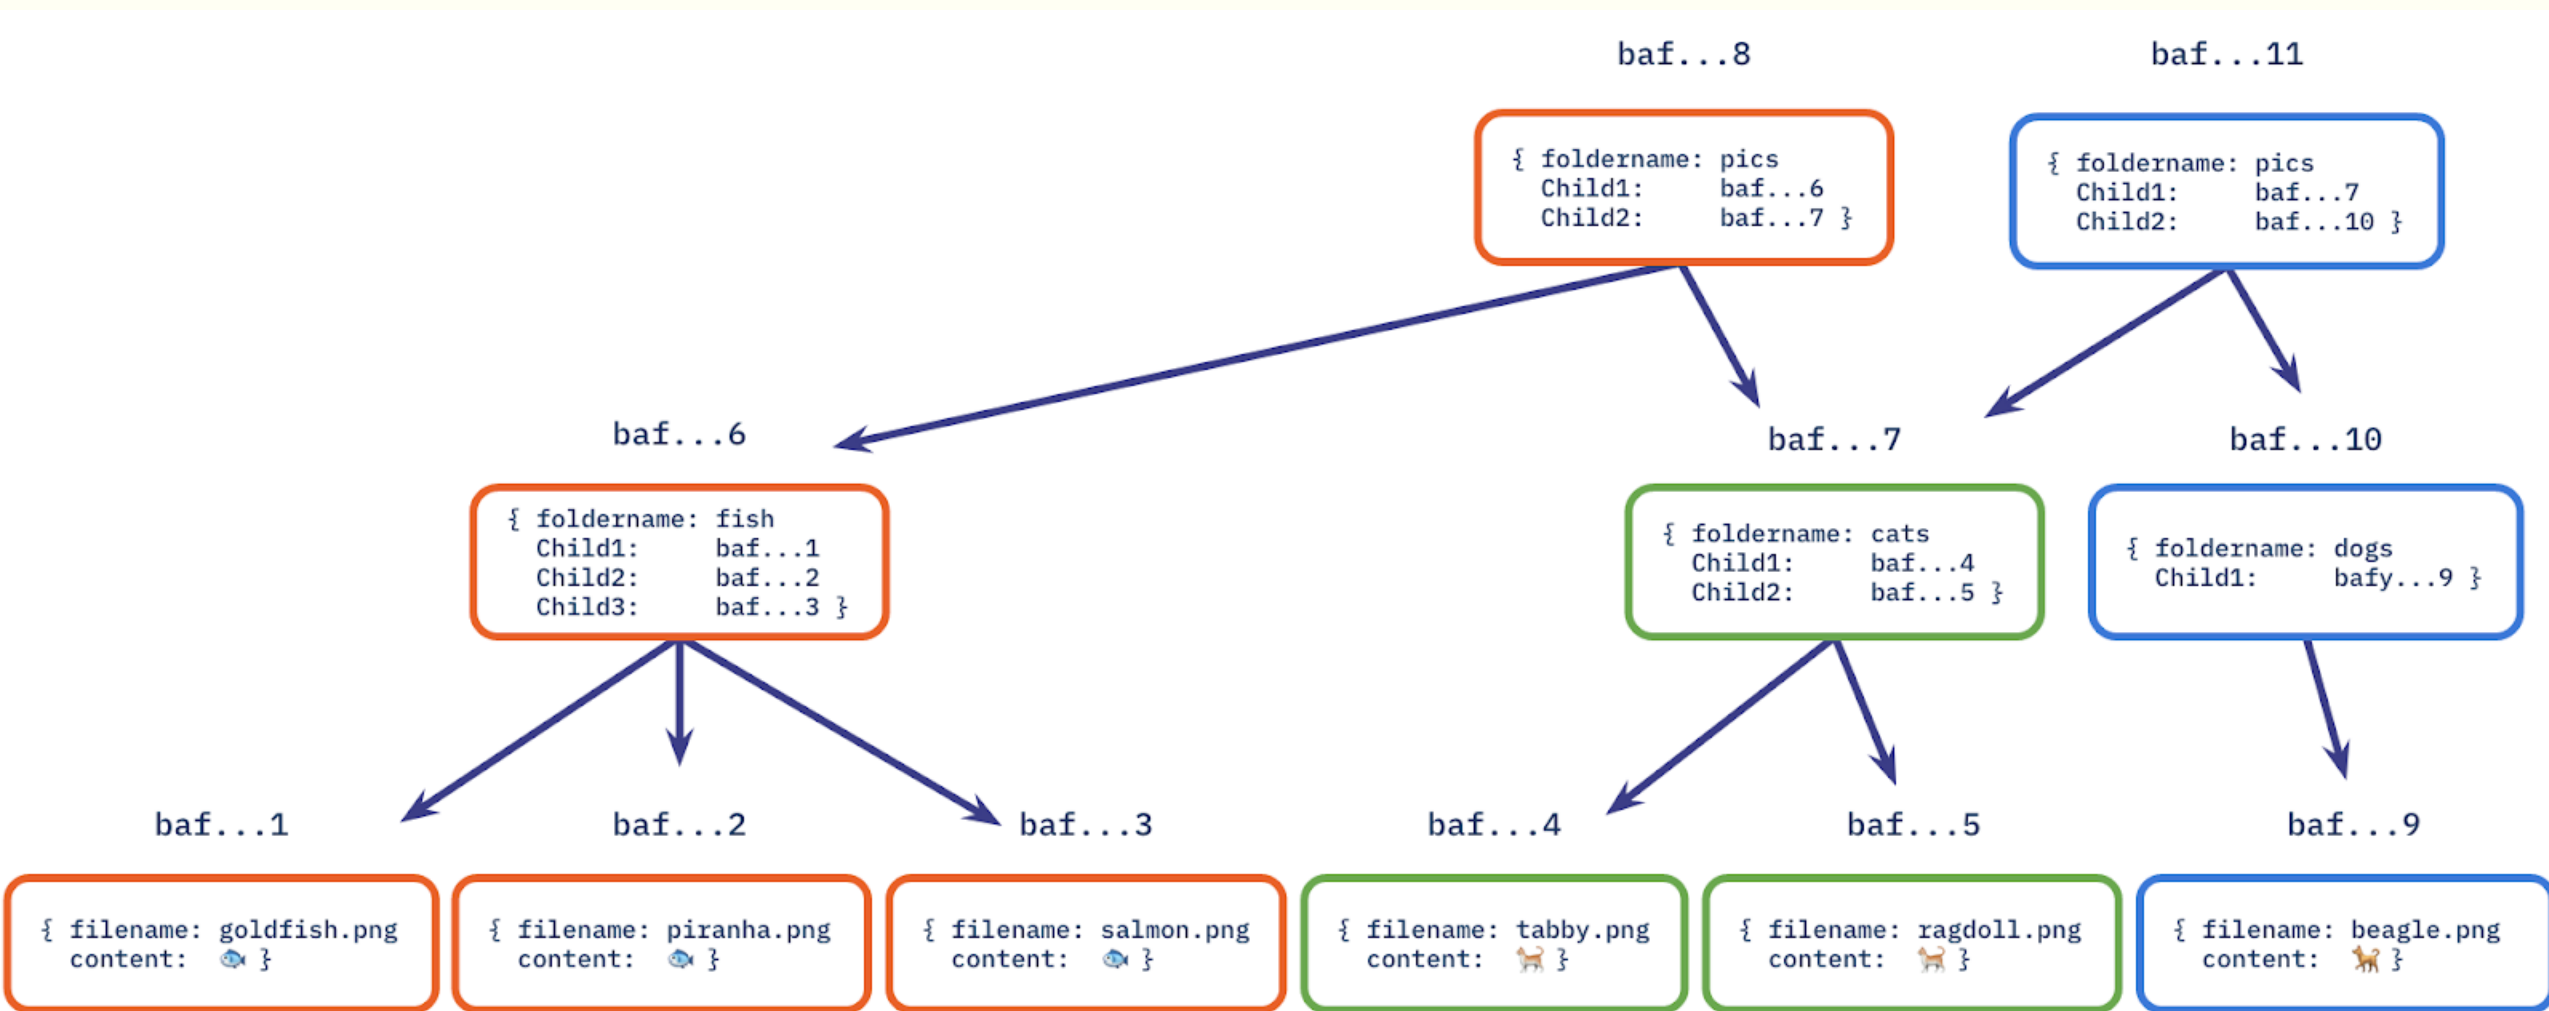 baf...8
baf...11
{ foldername: pics
Child1: baf...6
Child2: baf...7 }
{ foldername: pics
Child1: baf...7
Child2: baf...10 }
baf...6
baf...7
baf...10
{ foldername: fish
Child1: baf...1
Child2: baf...2
Child3: baf...3 }
{ foldername: cats
Child1: baf...4
Child2: baf...5 }
{ foldername: dogs
Child1: bafy...9 }
baf...1
baf...2
baf...3
baf...4
baf...5
baf...9
{ filename: goldfish.png
content: 🐟 }
{ filename: piranha.png
content: 🐟 }
{ filename: salmon.png
content: 🐟 }
{ filename: tabby.png
content: 🐈 }
{ filename: ragdoll.png
content: 🐈 }
{ filename: beagle.png
content: 🐕 }